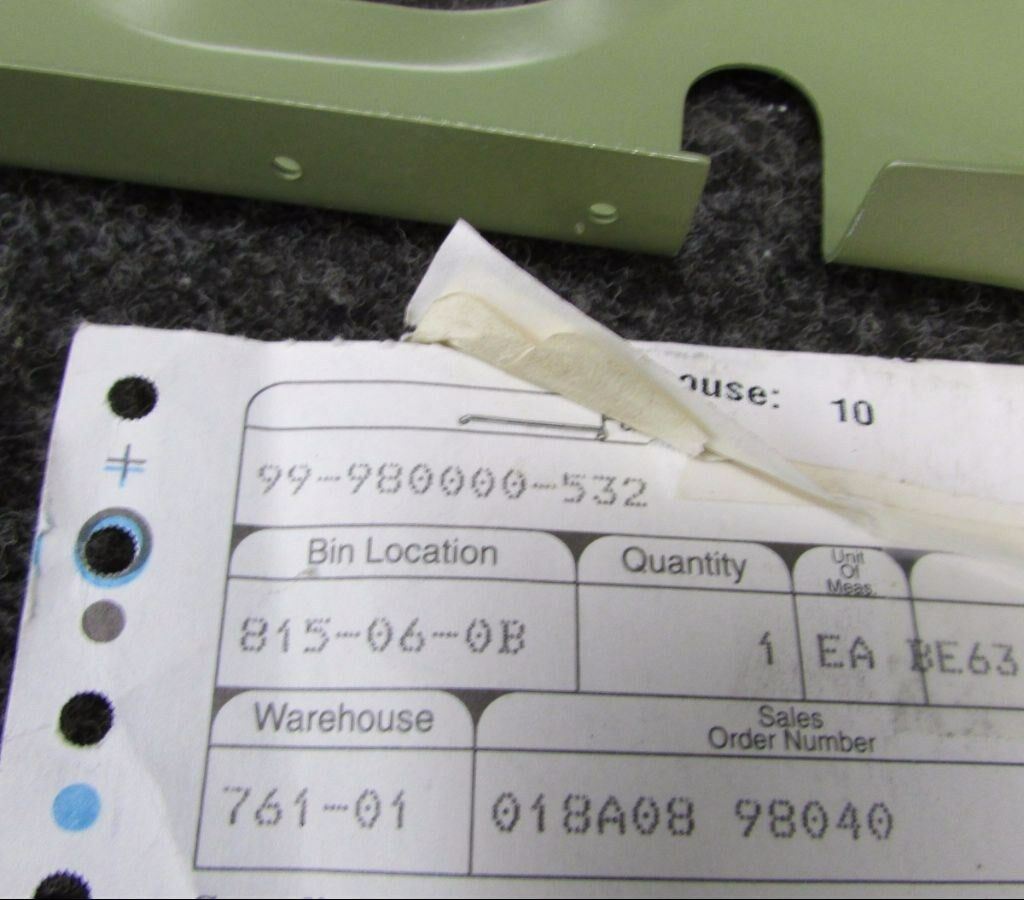 ouse: 10
99-980000-532
Bin Location Quantity Unit Of Meas.
815-06-0B 1 EA BE63
Warehouse Sales Order Number
761-01 018A08 98040